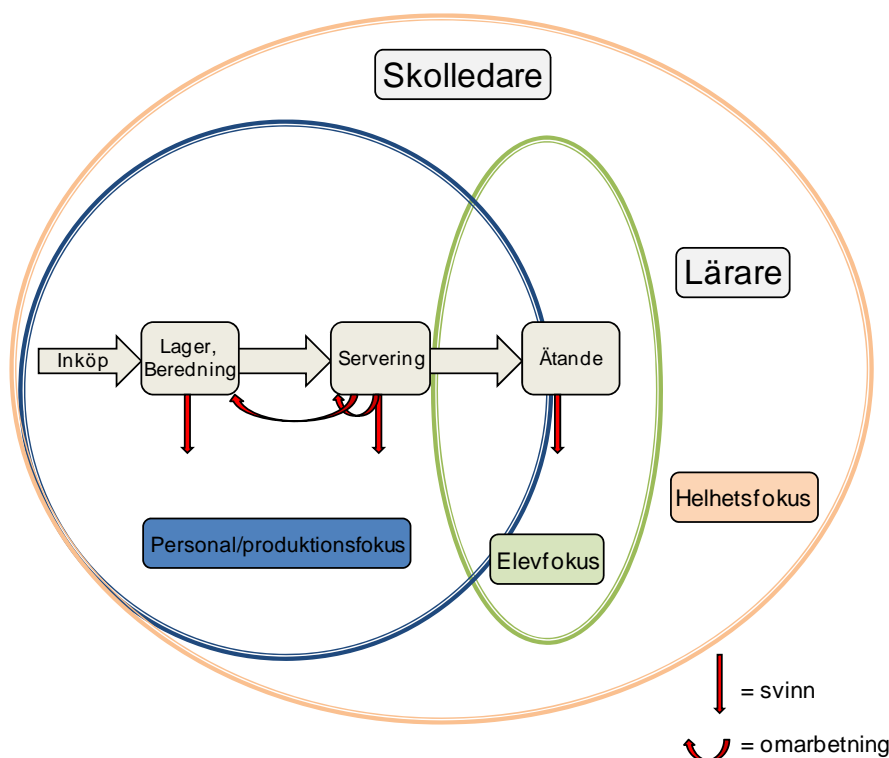 Skolledare
Lärare
Inköp
Lager,
Beredning
Servering
Ätande
Helhetsfokus
Personal/produktionsfokus
Elevfokus
= svinn
= omarbetning